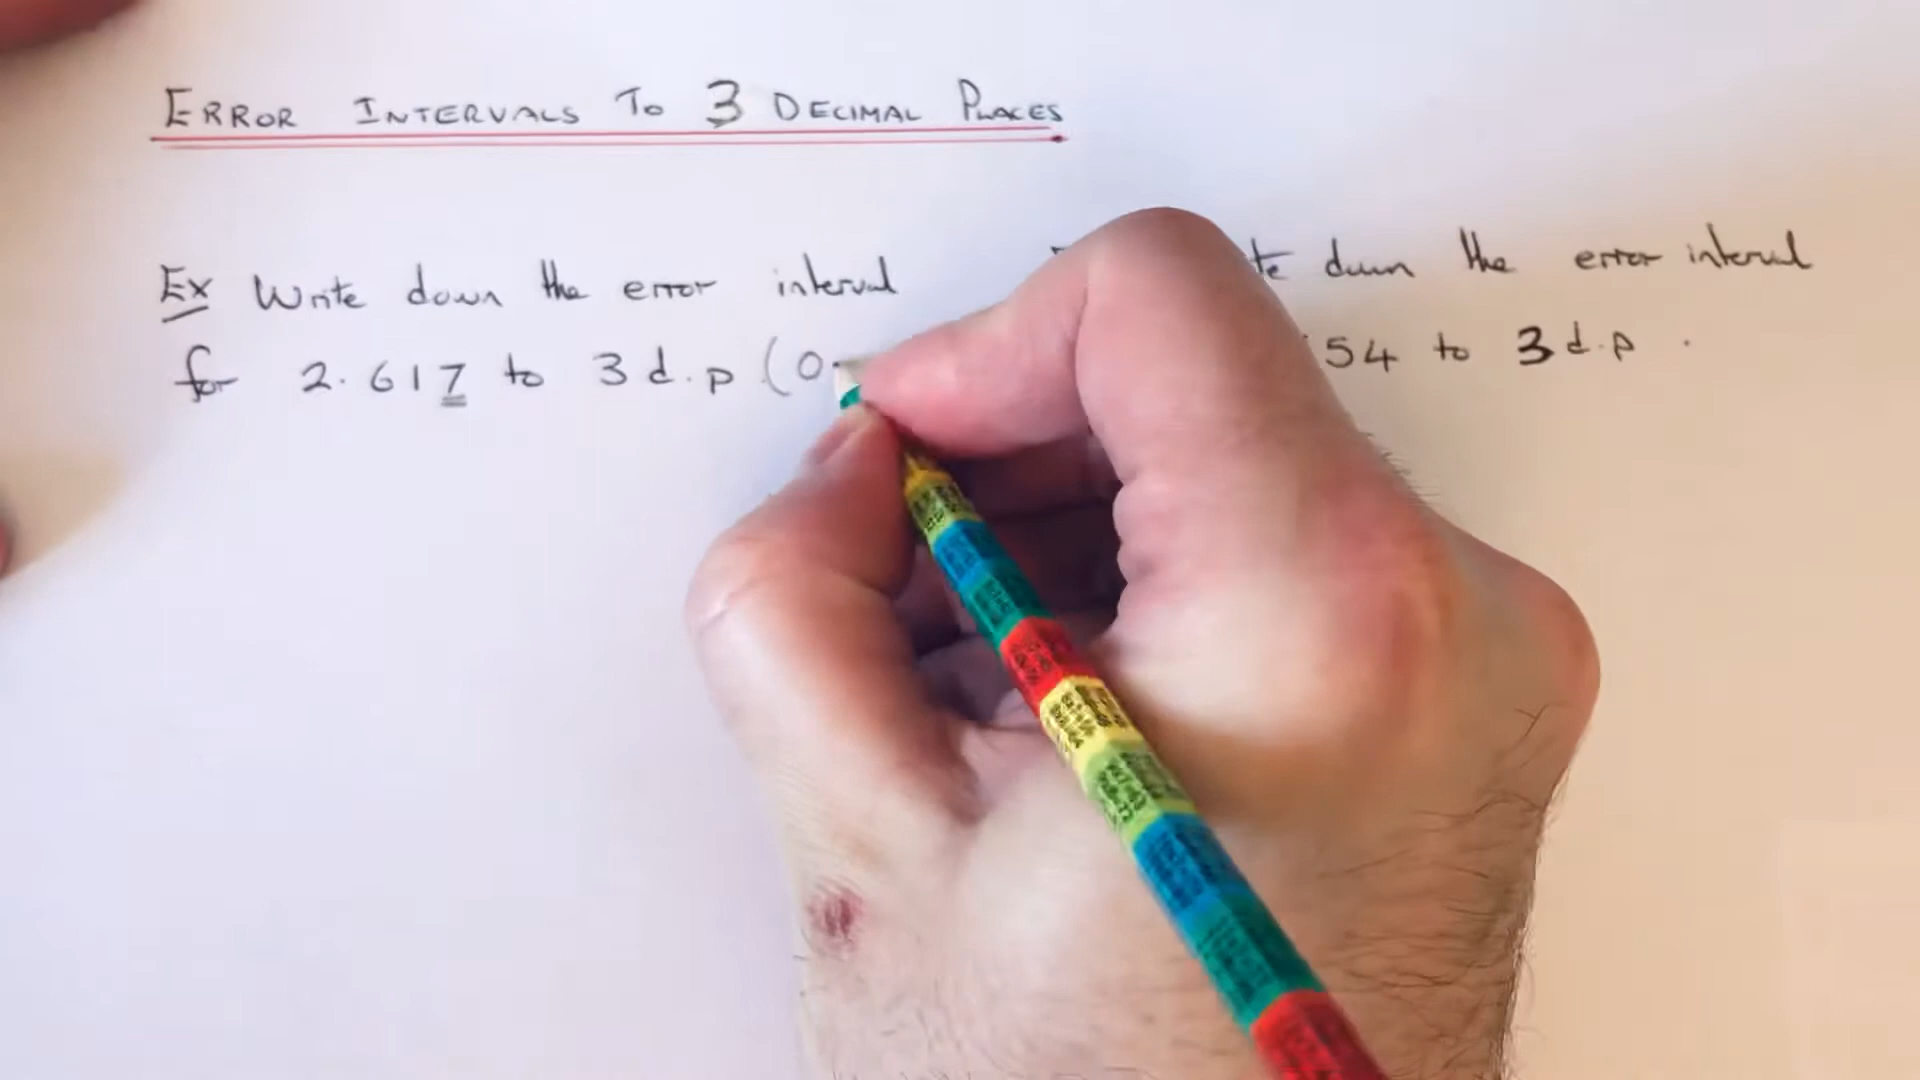 ERROR INTERVALS TO 3 DECIMAL PLACES
Ex Write down the error interval
for 2.617 to 3 d.p (0.
down the error interval
54 to 3 d.p.